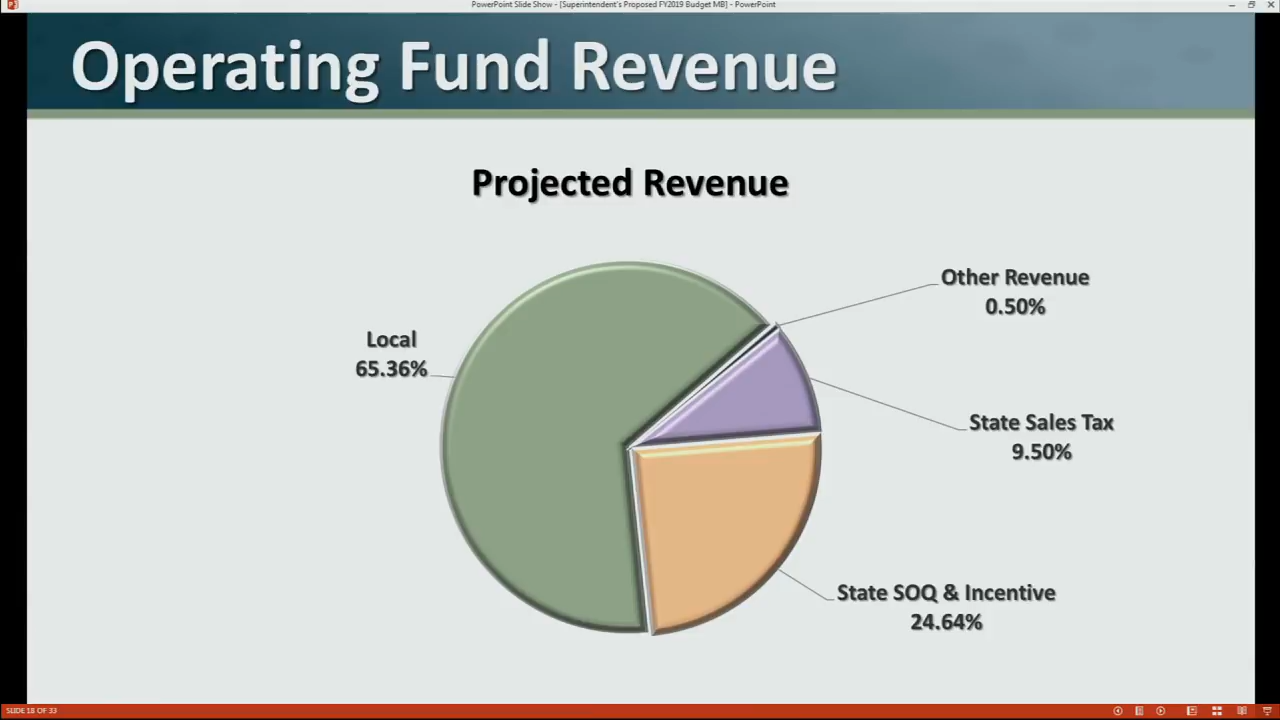 PowerPoint Slide Show - [Superintendent's Proposed FY2019 Budget MB] - PowerPoint
Operating Fund Revenue
Projected Revenue
Other Revenue
0.50%
Local
65.36%
State Sales Tax
9.50%
State SOQ & Incentive
24.64%
SLIDE 18 OF 33